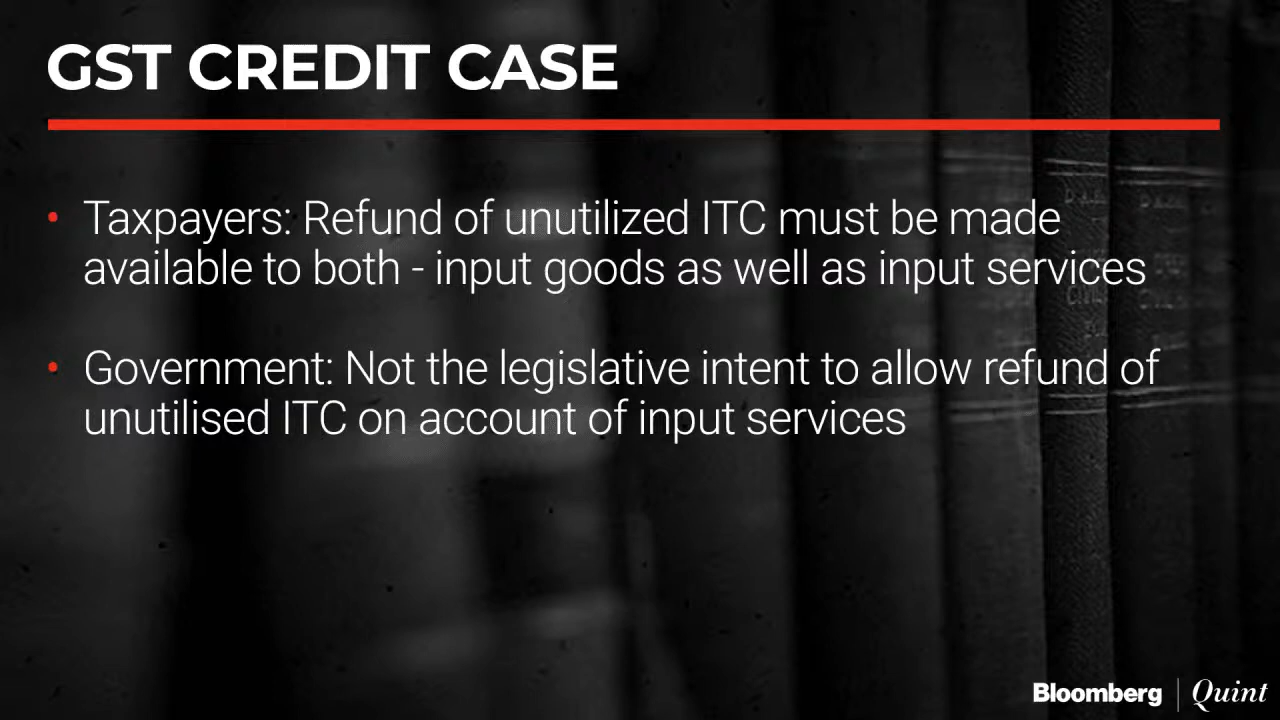 GST CREDIT CASE
• Taxpayers: Refund of unutilized ITC must be made
available to both - input goods as well as input services
• Government: Not the legislative intent to allow refund of
unutilised ITC on account of input services
Bloomberg | Quint